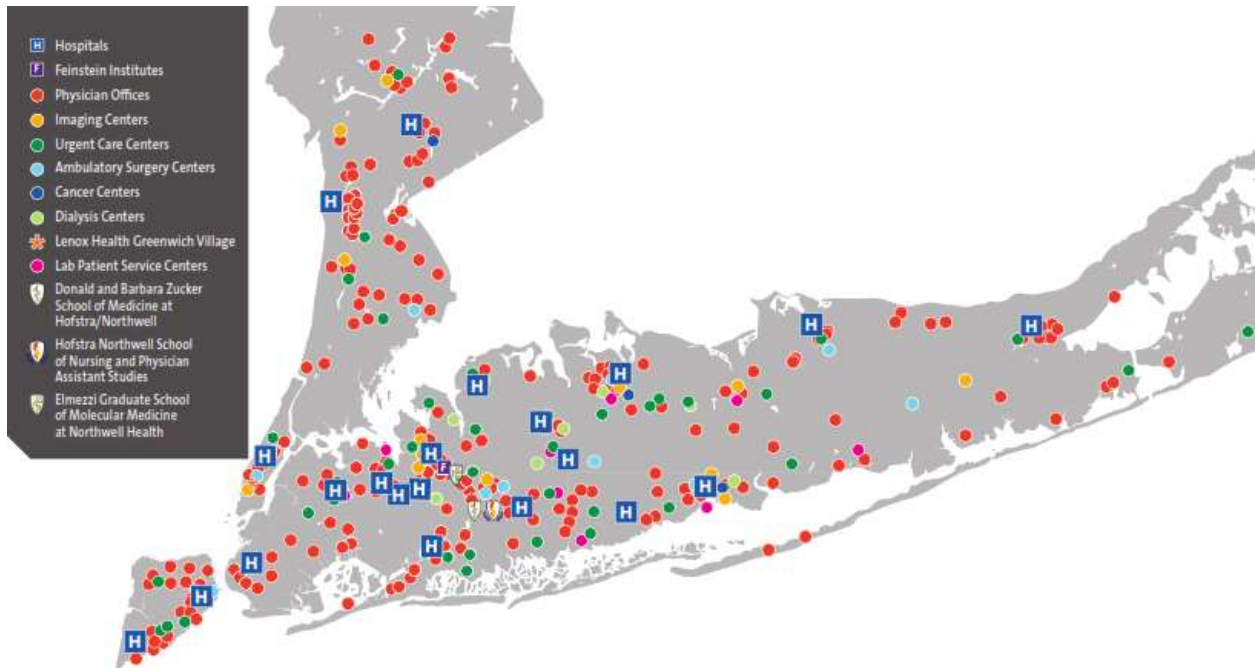 Hospitals
F Feinstein Institutes
Physician Offices
Imaging Centers
Urgent Care Centers
Ambulatory Surgery Centers
Cancer Centers
Dialysis Centers
Lenox Health Greenwich Village
Lab Patient Service Centers
Donald and Barbara Zucker
School of Medicine at
Hofstra/Northwell
Hofstra Northwell School
of Nursing and Physician
Assistant Studies
Elmezzi Graduate School
of Molecular Medicine
at Northwell Health